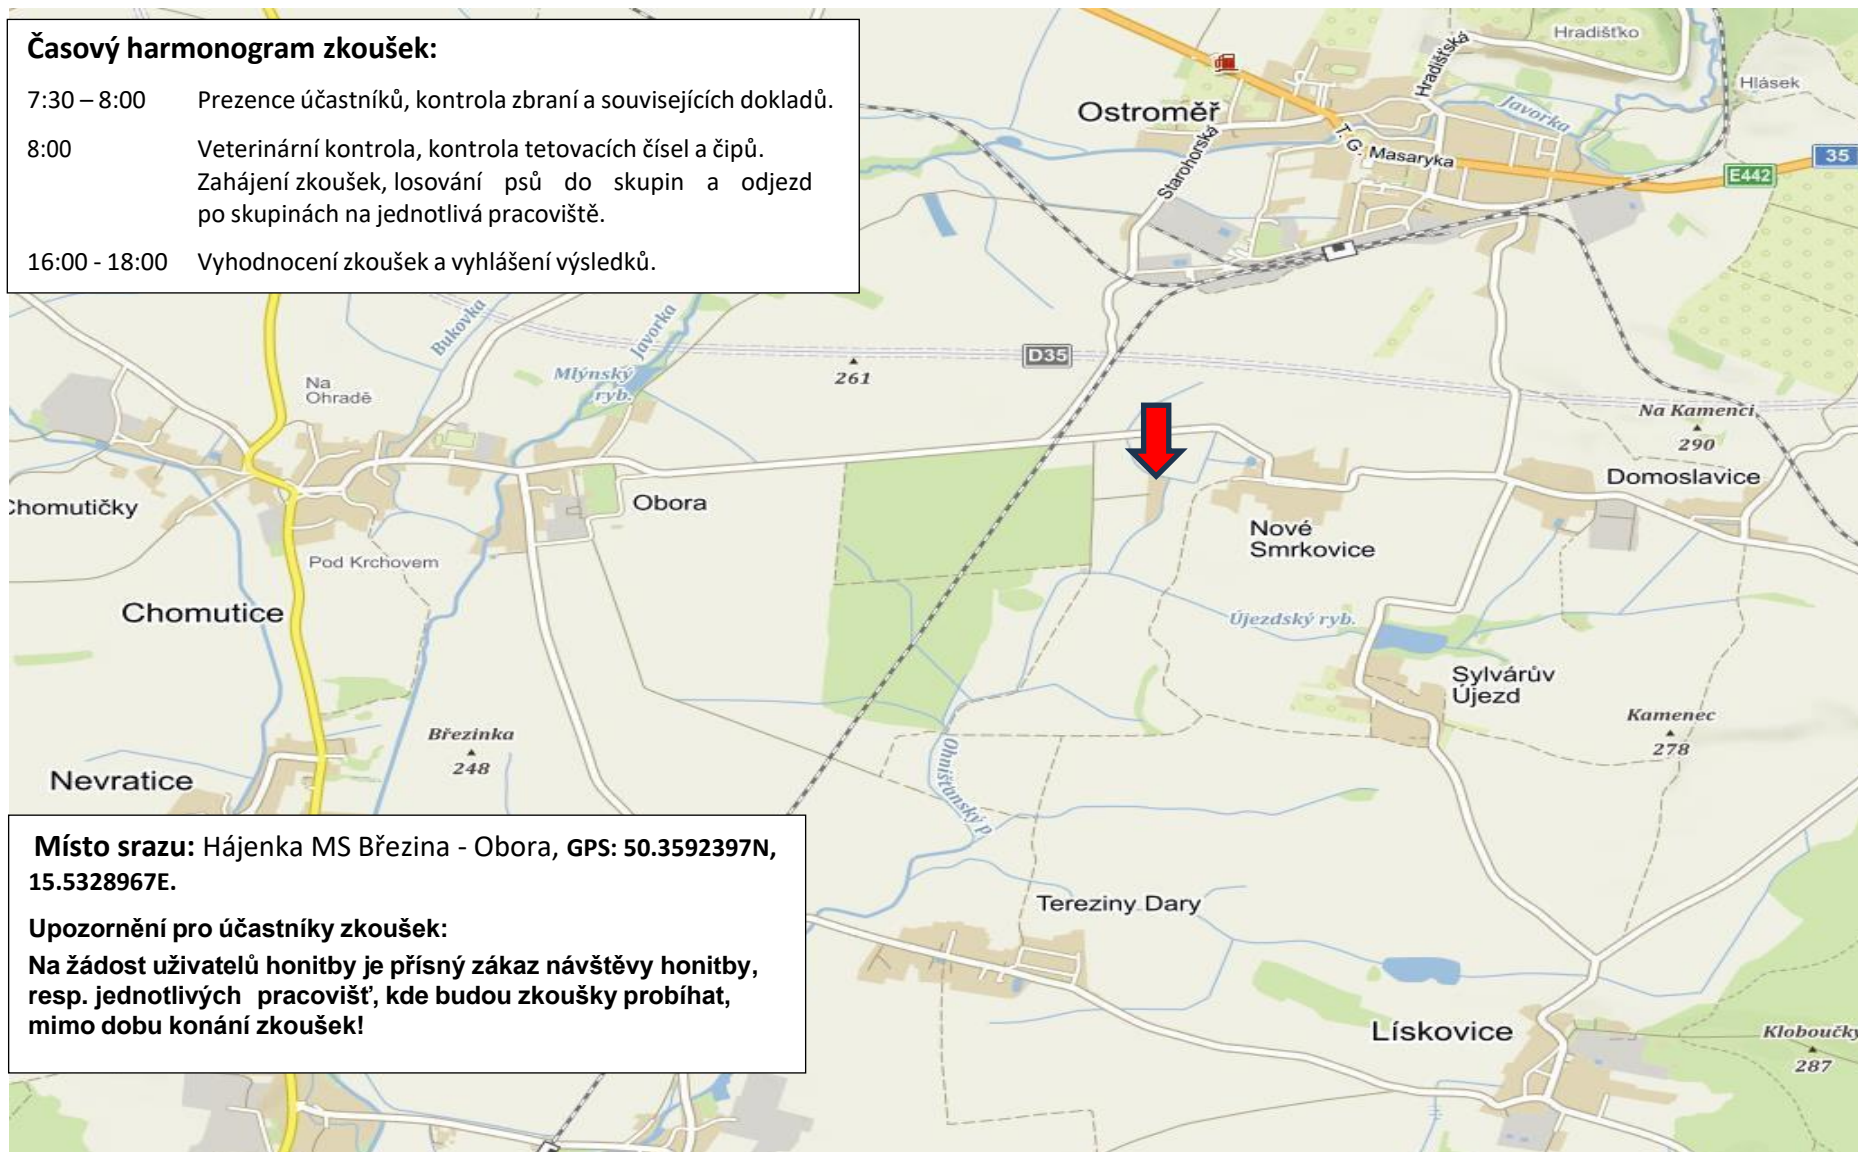 Časový harmonogram zkoušek:
7:30 – 8:00 Prezence účastníků, kontrola zbraní a souvisejících dokladů.
8:00 Veterinární kontrola, kontrola tetovacích čísel a čipů.
Zahájení zkoušek, losování psů do skupin a odjezd
po skupinách na jednotlivá pracoviště.
16:00 - 18:00 Vyhodnocení zkoušek a vyhlášení výsledků.
Hradišťko
Hradišťská
Hlásek
Ostroměř
Javorka
T. G. Masaryka
35
E442
Starohorská
Bukovka
Javorka
D35
Mlýnský
ryb.
261
Na
Ohradě
Na Kamenci
290
Domoslavice
Chomutičky
Obora
Nové
Smrkovice
Pod Krchovem
Chomutice
Újezdský ryb.
Sylvárův
Újezd
Kamenec
278
Březinka
248
Nevratice
Ohnišťanský p.
Místo srazu: Hájenka MS Březina - Obora, GPS: 50.3592397N,
15.5328967E.
Upozornění pro účastníky zkoušek:
Na žádost uživatelů honitby je přísný zákaz návštěvy honitby,
resp. jednotlivých pracovišť, kde budou zkoušky probíhat,
mimo dobu konání zkoušek!
Tereziny Dary
Lískovice
Kloboučky
287